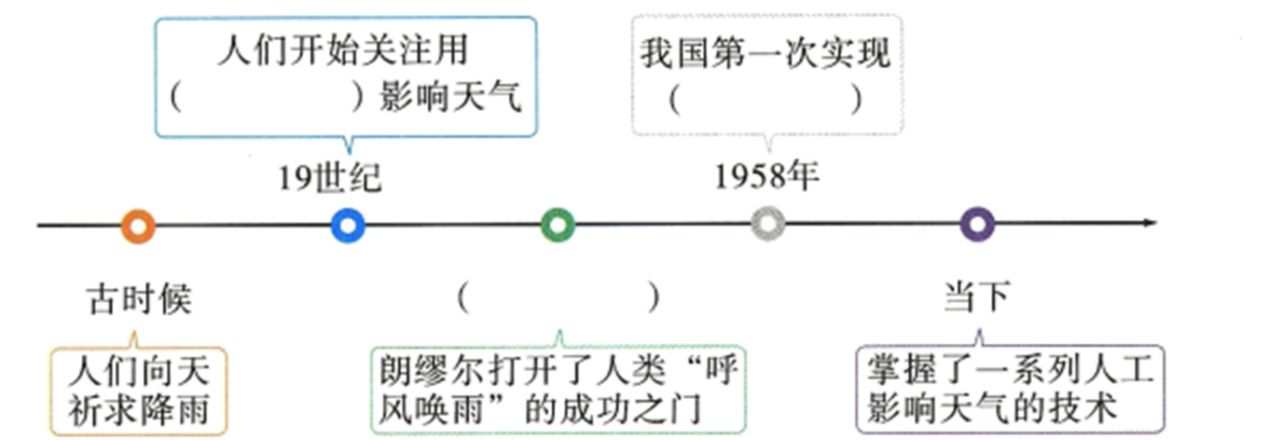 人们开始关注用
(          )影响天气
我国第一次实现
(          )
19世纪
1958年
古时候
(          )
当下
人们向天
祈求降雨
朗缪尔打开了人类“呼
风唤雨”的成功之门
掌握了一系列人工
影响天气的技术